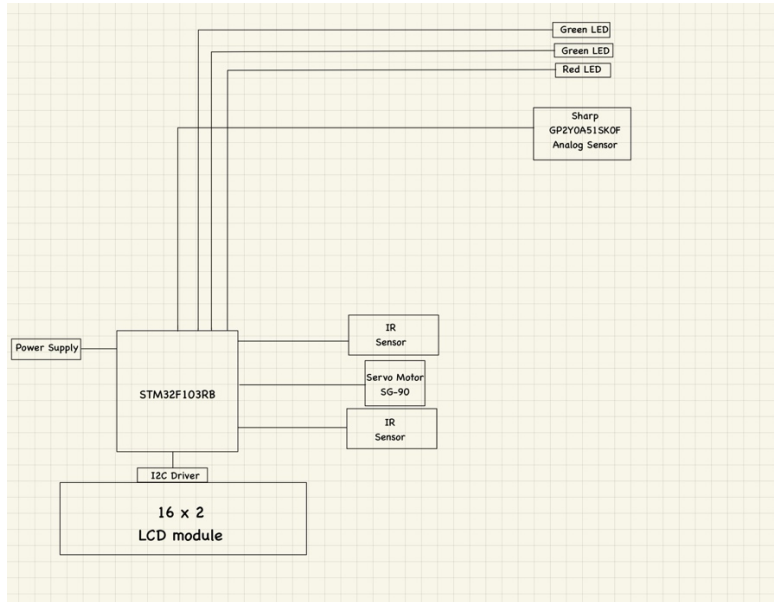 Green LED
Green LED
Red LED
Sharp
GP2Y0A51SK0F
Analog Sensor
IR
Sensor
Power Supply
Servo Motor
SG-90
STM32F103RB
IR
Sensor
I2C Driver
16 x 2
LCD module